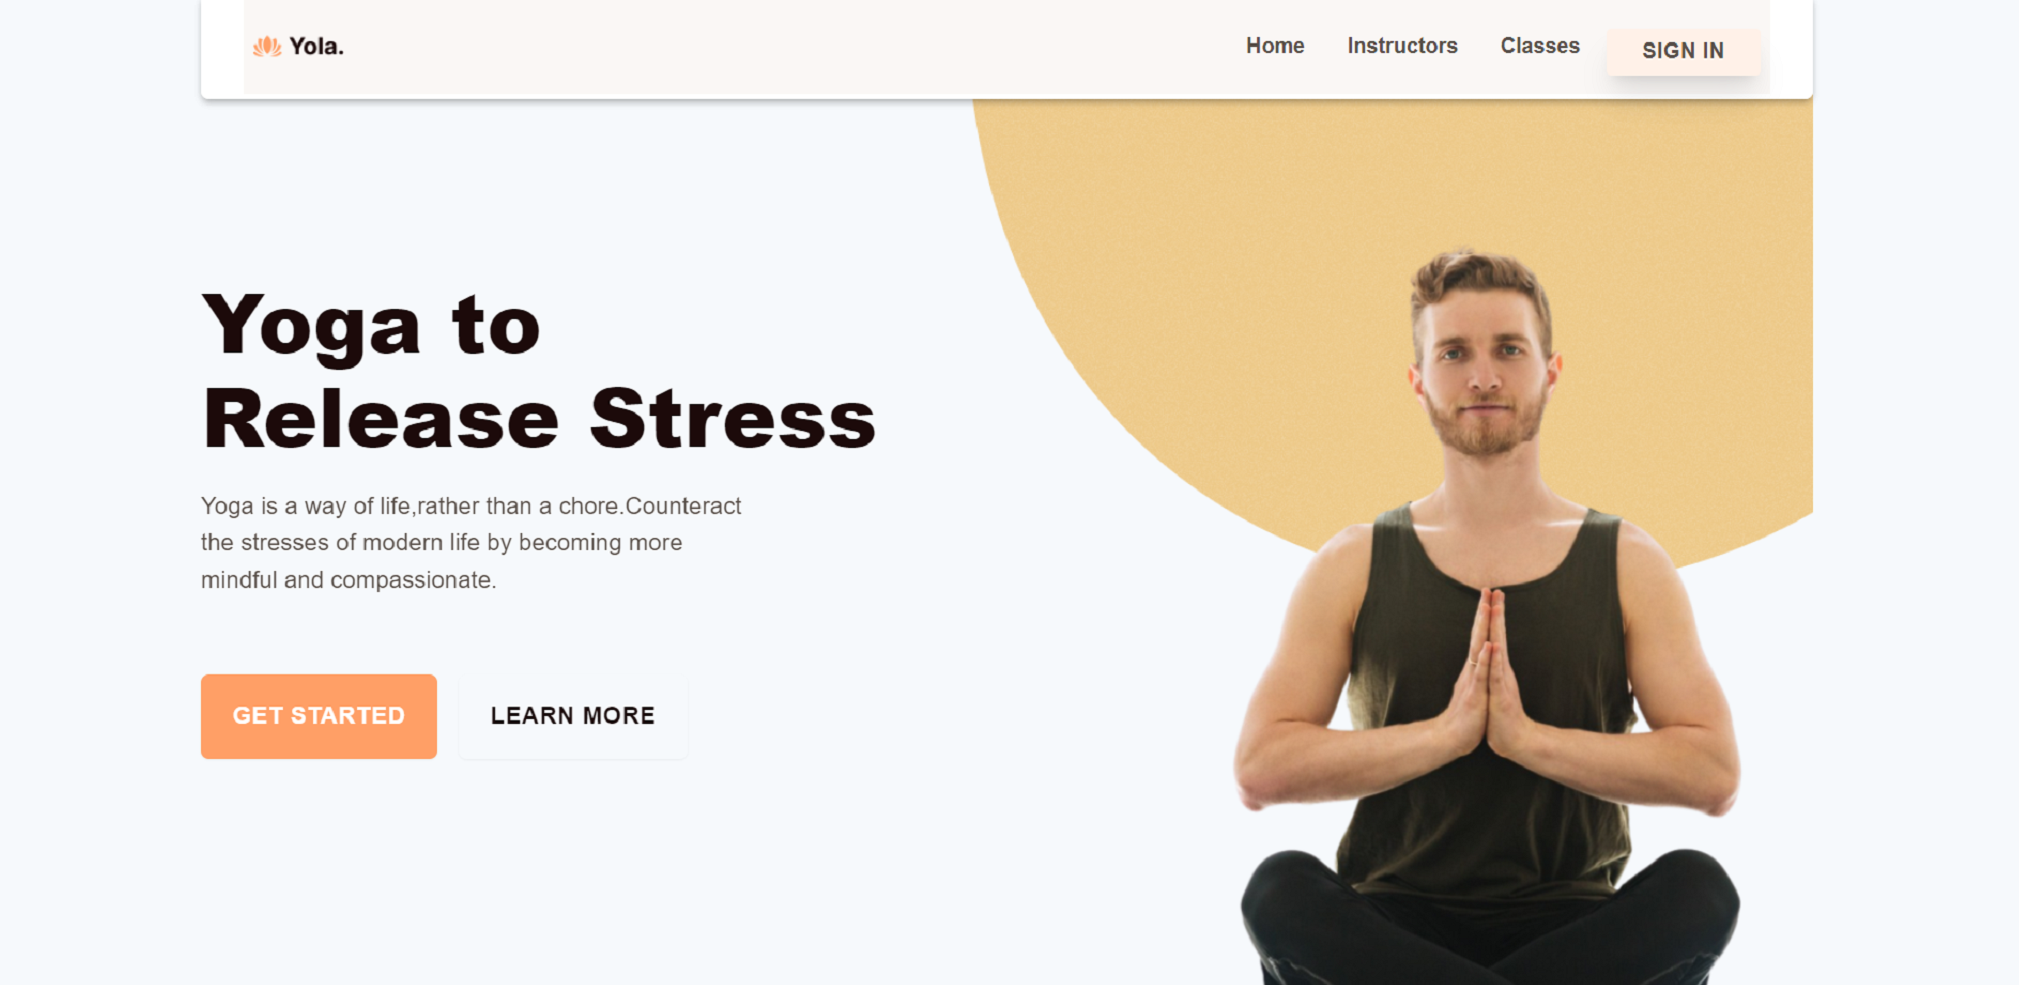 Yola.
Home
Instructors
Classes
SIGN IN
Yoga to
Release Stress
Yoga is a way of life,rather than a chore.Counteract
the stresses of modern life by becoming more
mindful and compassionate.
GET STARTED
LEARN MORE